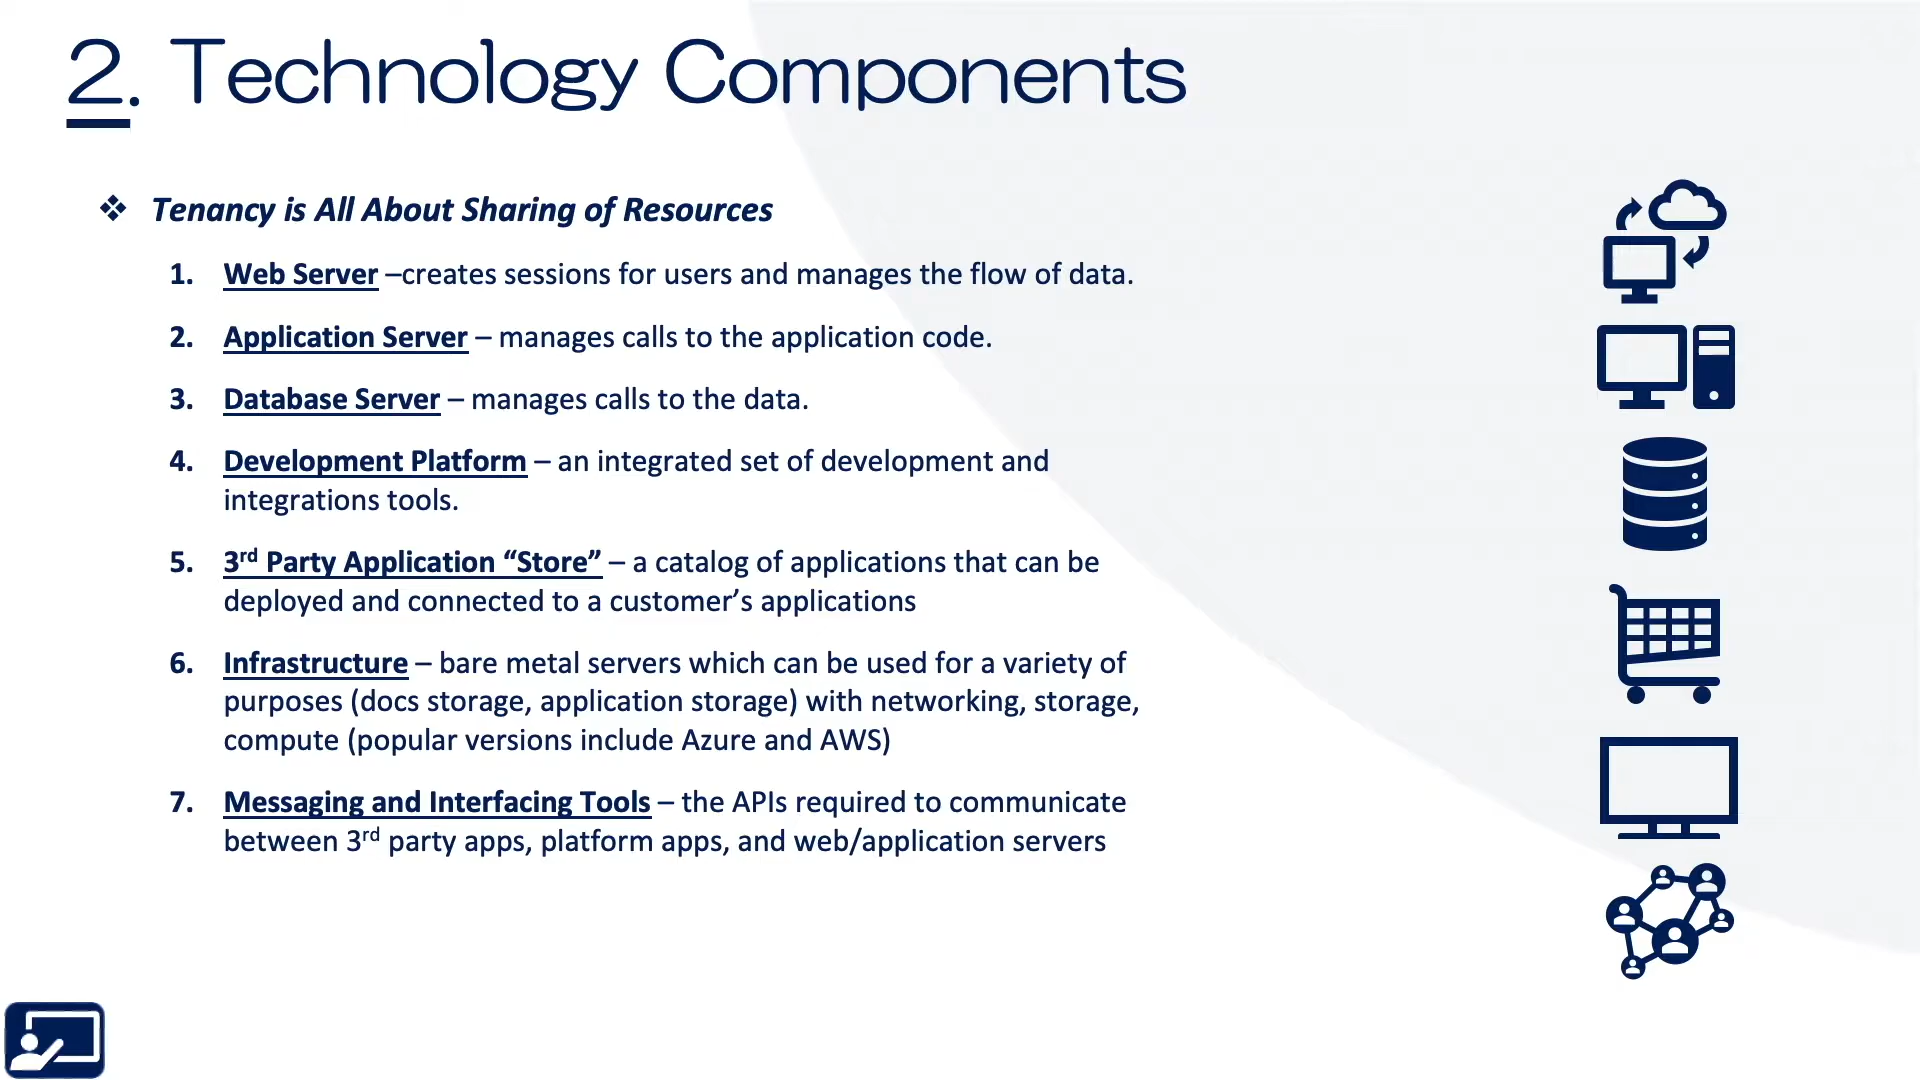 2. Technology Components
❖ Tenancy is All About Sharing of Resources
1. Web Server –creates sessions for users and manages the flow of data.
2. Application Server – manages calls to the application code.
3. Database Server – manages calls to the data.
4. Development Platform – an integrated set of development and
integrations tools.
5. 3rd Party Application “Store” – a catalog of applications that can be
deployed and connected to a customer’s applications
6. Infrastructure – bare metal servers which can be used for a variety of
purposes (docs storage, application storage) with networking, storage,
compute (popular versions include Azure and AWS)
7. Messaging and Interfacing Tools – the APIs required to communicate
between 3rd party apps, platform apps, and web/application servers